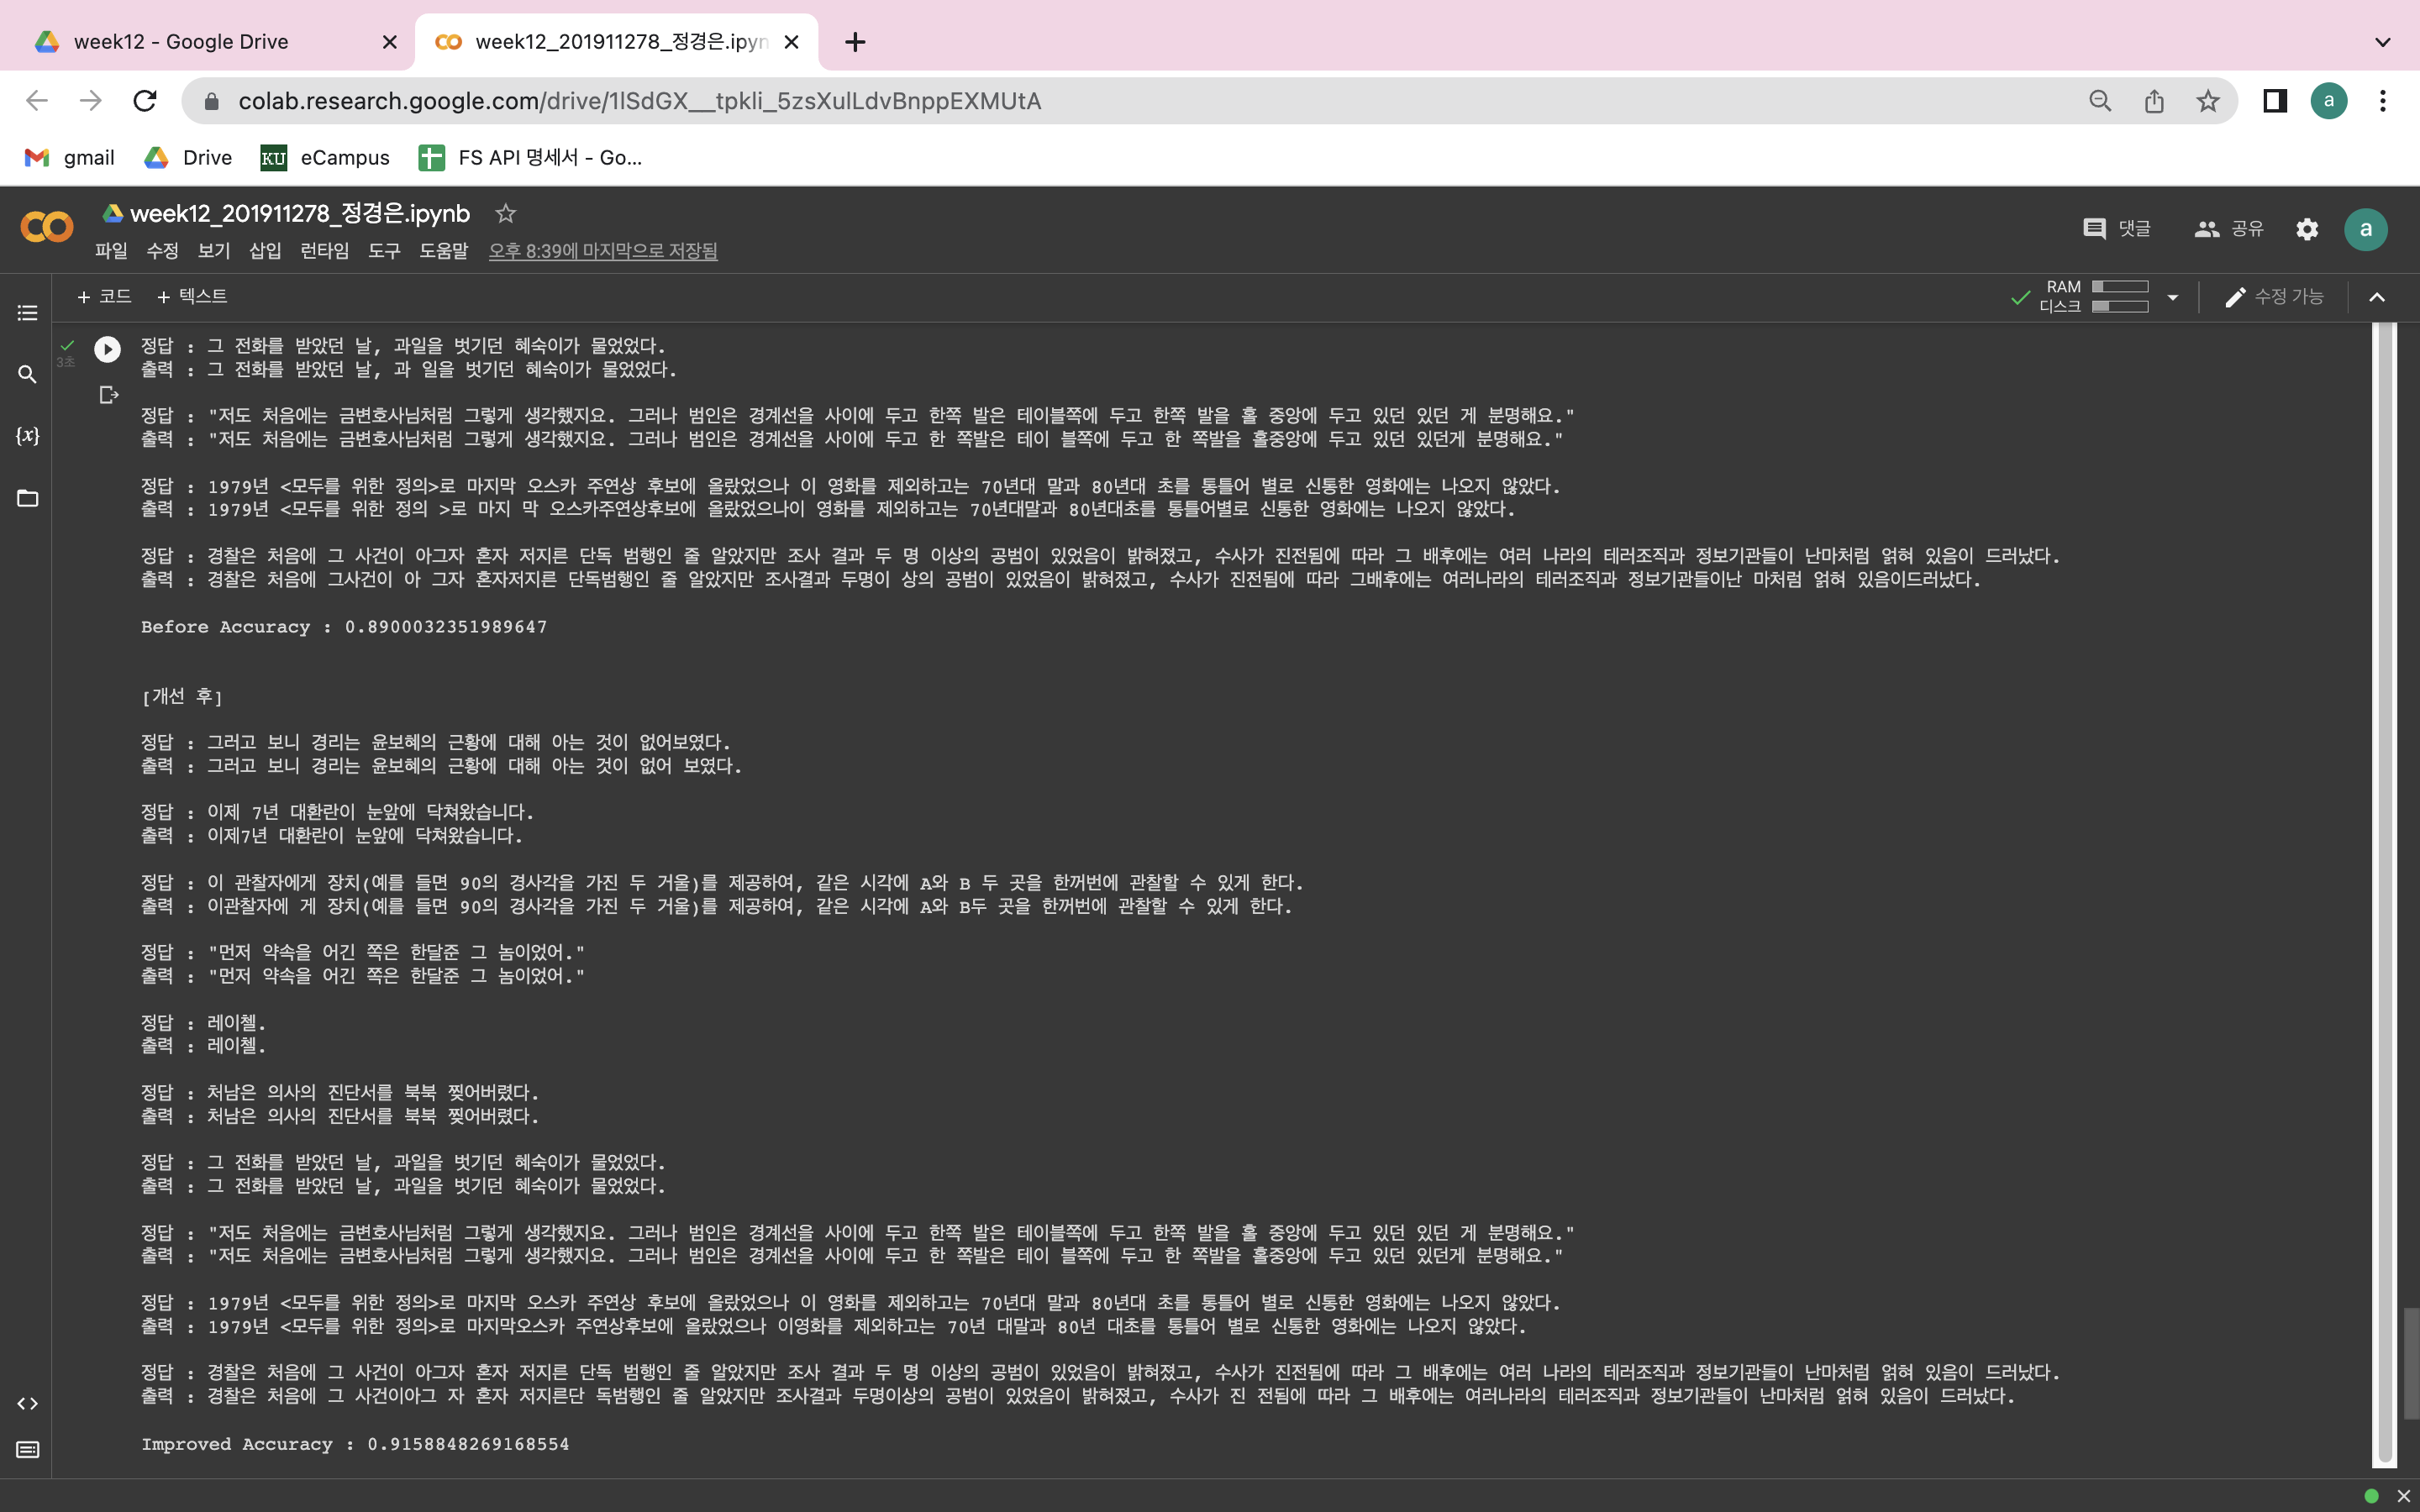 week12 - Google Drive
week12_201911278_정경은.ipyn
colab.research.google.com/drive/1lSdGX__tpkli_5zsXulLdvBnppEXMUtA
a
gmail
Drive
KU eCampus
FS API 명세서 - Go...
week12_201911278_정경은.ipynb
댓글
공유
a
파일 수정 보기 삽입 런타임 도구 도움말 오후 8:39에 마지막으로 저장됨
+ 코드 + 텍스트
RAM
디스크
수정 가능
{x}
3초
정답 : 그 전화를 받았던 날, 과일을 벗기던 혜숙이가 물었었다.
출력 : 그 전화를 받았던 날, 과 일을 벗기던 혜숙이가 물었었다.
정답 : "저도 처음에는 금변호사님처럼 그렇게 생각했지요. 그러나 범인은 경계선을 사이에 두고 한쪽 발은 테이블쪽에 두고 한쪽 발을 홀 중앙에 두고 있던 있던 게 분명해요."
출력 : "저도 처음에는 금변호사님처럼 그렇게 생각했지요. 그러나 범인은 경계선을 사이에 두고 한 쪽발은 테이 블쪽에 두고 한 쪽발을 홀중앙에 두고 있던 있던게 분명해요."
정답 : 1979년 <모두를 위한 정의>로 마지막 오스카 주연상 후보에 올랐었으나 이 영화를 제외하고는 70년대 말과 80년대 초를 통틀어 별로 신통한 영화에는 나오지 않았다.
출력 : 1979년 <모두를 위한 정의 >로 마지 막 오스카주연상후보에 올랐었으나이 영화를 제외하고는 70년대말과 80년대초를 통틀어별로 신통한 영화에는 나오지 않았다.
정답 : 경찰은 처음에 그 사건이 아그자 혼자 저지른 단독 범행인 줄 알았지만 조사 결과 두 명 이상의 공범이 있었음이 밝혀졌고, 수사가 진전됨에 따라 그 배후에는 여러 나라의 테러조직과 정보기관들이 난마처럼 얽혀 있음이 드러났다.
출력 : 경찰은 처음에 그사건이 아 그자 혼자저지른 단독범행인 줄 알았지만 조사결과 두명이 상의 공범이 있었음이 밝혀졌고, 수사가 진전됨에 따라 그배후에는 여러나라의 테러조직과 정보기관들이난 마처럼 얽혀 있음이드러났다.
Before Accuracy : 0.8900032351989647
[개선 후]
정답 : 그러고 보니 경리는 윤보혜의 근황에 대해 아는 것이 없어보였다.
출력 : 그러고 보니 경리는 윤보혜의 근황에 대해 아는 것이 없어 보였다.
정답 : 이제 7년 대환란이 눈앞에 닥쳐왔습니다.
출력 : 이제7년 대환란이 눈앞에 닥쳐왔습니다.
정답 : 이 관찰자에게 장치(예를 들면 90의 경사각을 가진 두 거울)를 제공하여, 같은 시각에 A와 B 두 곳을 한꺼번에 관찰할 수 있게 한다.
출력 : 이관찰자에 게 장치(예를 들면 90의 경사각을 가진 두 거울)를 제공하여, 같은 시각에 A와 B두 곳을 한꺼번에 관찰할 수 있게 한다.
정답 : "먼저 약속을 어긴 쪽은 한달준 그 놈이었어."
출력 : "먼저 약속을 어긴 쪽은 한달준 그 놈이었어."
정답 : 레이첼.
출력 : 레이첼.
정답 : 처남은 의사의 진단서를 북북 찢어버렸다.
출력 : 처남은 의사의 진단서를 북북 찢어버렸다.
정답 : 그 전화를 받았던 날, 과일을 벗기던 혜숙이가 물었었다.
출력 : 그 전화를 받았던 날, 과일을 벗기던 혜숙이가 물었었다.
정답 : "저도 처음에는 금변호사님처럼 그렇게 생각했지요. 그러나 범인은 경계선을 사이에 두고 한쪽 발은 테이블쪽에 두고 한쪽 발을 홀 중앙에 두고 있던 있던 게 분명해요."
출력 : "저도 처음에는 금변호사님처럼 그렇게 생각했지요. 그러나 범인은 경계선을 사이에 두고 한 쪽발은 테이 블쪽에 두고 한 쪽발을 홀중앙에 두고 있던 있던게 분명해요."
정답 : 1979년 <모두를 위한 정의>로 마지막 오스카 주연상 후보에 올랐었으나 이 영화를 제외하고는 70년대 말과 80년대 초를 통틀어 별로 신통한 영화에는 나오지 않았다.
출력 : 1979년 <모두를 위한 정의>로 마지막오스카 주연상후보에 올랐었으나 이영화를 제외하고는 70년 대말과 80년 대초를 통틀어 별로 신통한 영화에는 나오지 않았다.
정답 : 경찰은 처음에 그 사건이 아그자 혼자 저지른 단독 범행인 줄 알았지만 조사 결과 두 명 이상의 공범이 있었음이 밝혀졌고, 수사가 진전됨에 따라 그 배후에는 여러 나라의 테러조직과 정보기관들이 난마처럼 얽혀 있음이 드러났다.
출력 : 경찰은 처음에 그 사건이아그 자 혼자 저지른단 독범행인 줄 알았지만 조사결과 두명이상의 공범이 있었음이 밝혀졌고, 수사가 진 전됨에 따라 그 배후에는 여러나라의 테러조직과 정보기관들이 난마처럼 얽혀 있음이 드러났다.
Improved Accuracy : 0.9158848269168554